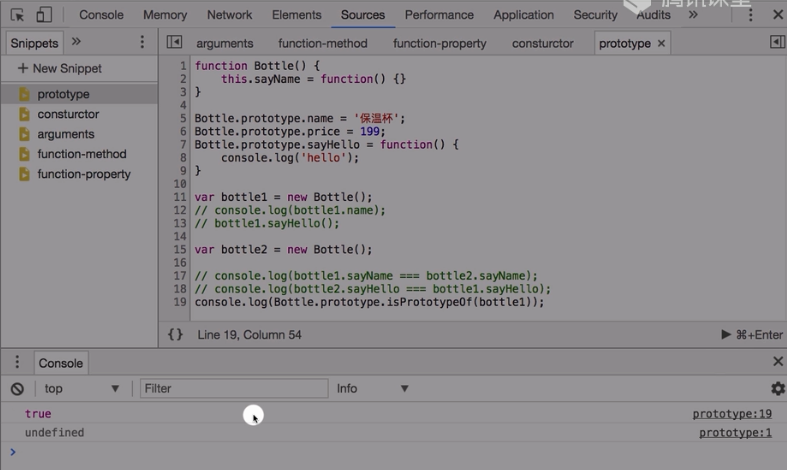 腾讯课堂
Console Memory Network Elements Sources Performance Application Security Audits »
Snippets » arguments function-method function-property consturctor prototype ×
+ New Snippet
prototype
consturctor
arguments
function-method
function-property
1 function Bottle() {
2 this.sayName = function() {}
3 }
4
5 Bottle.prototype.name = '保温杯';
6 Bottle.prototype.price = 199;
7 Bottle.prototype.sayHello = function() {
8 console.log('hello');
9 }
10
11 var bottle1 = new Bottle();
12 // console.log(bottle1.name);
13 // bottle1.sayHello();
14
15 var bottle2 = new Bottle();
16
17 // console.log(bottle1.sayName === bottle2.sayName);
18 // console.log(bottle2.sayHello === bottle1.sayHello);
19 console.log(Bottle.prototype.isPrototypeOf(bottle1));
{} Line 19, Column 54 ⌘+Enter
Console
top Filter Info
true prototype:19
undefined prototype:1
>